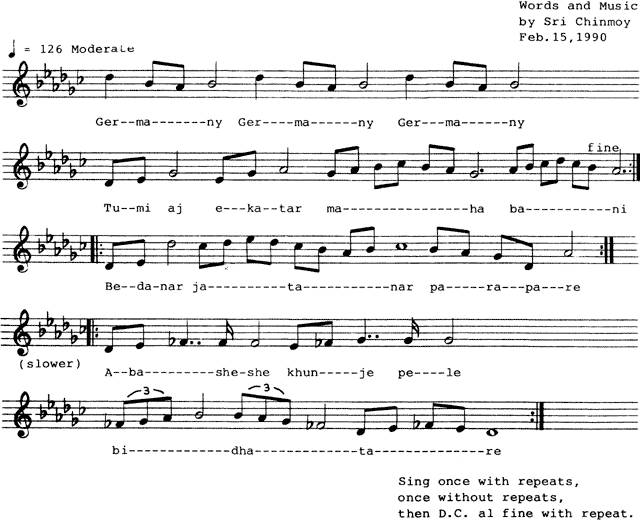 Words and Music
by Sri Chinmoy
Feb.15,1990
= 126 Moderate
Ger--ma-------ny Ger----ma-----ny Ger--ma------ny
fine
Tu--mi aj e--ka--tar ma-------------ha ba----------ni
Be--da-nar ja----------ta-----------nar pa----ra--pa--re
(slower)
A--ba---------she-she khun-----je pe----le
3
3
bi-----------dha--------------ta-------------re
Sing once with repeats,
once without repeats,
then D.C. al fine with repeat.